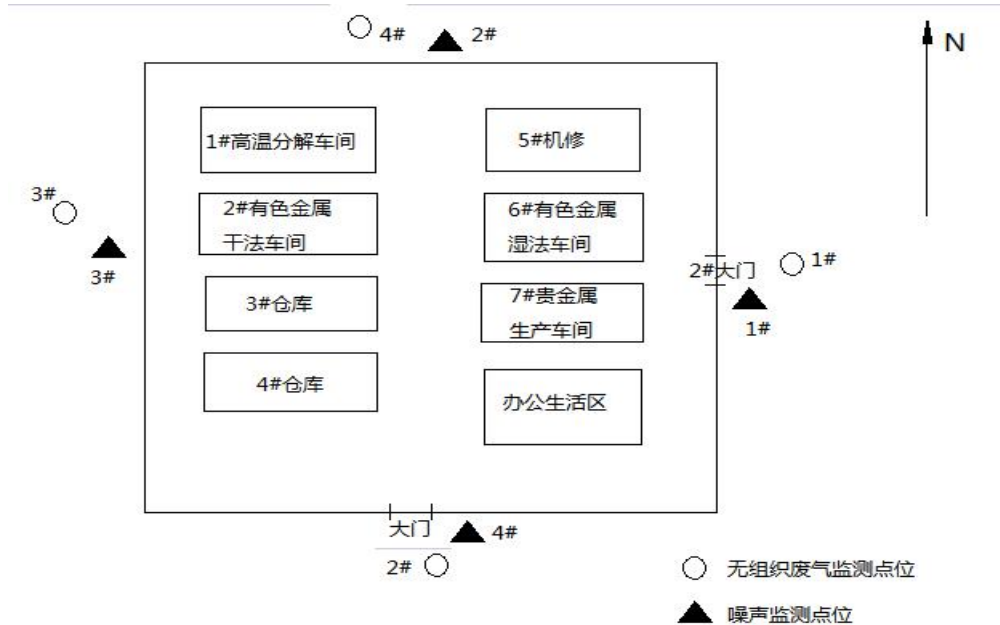 4#
2#
N
1#高温分解车间
5#机修
3#
2#有色金属
干法车间
6#有色金属
湿法车间
3#
2#大门
1#
3#仓库
7#贵金属
生产车间
1#
4#仓库
办公生活区
大门
4#
2#
无组织废气监测点位
噪声监测点位